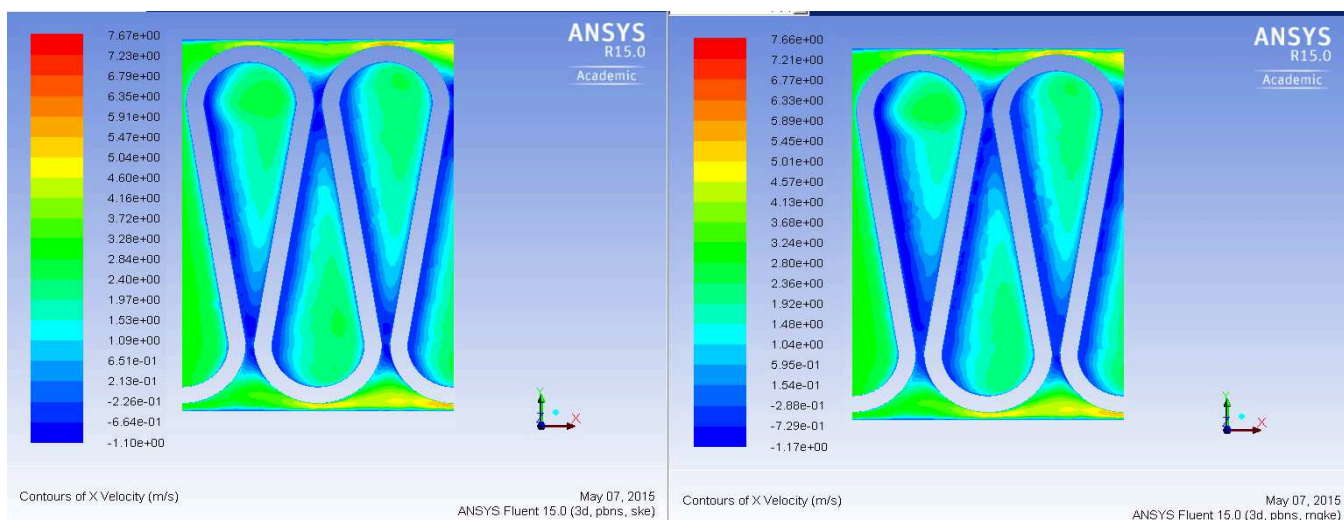 ANSYS
R15.0
Academic
7.67e+00
7.23e+00
6.79e+00
6.35e+00
5.91e+00
5.47e+00
5.04e+00
4.60e+00
4.16e+00
3.72e+00
3.28e+00
2.84e+00
2.40e+00
1.97e+00
1.53e+00
1.09e+00
6.51e-01
2.13e-01
-2.26e-01
-6.64e-01
-1.10e+00
Y
Z
X
Contours of X Velocity (m/s)
May 07, 2015
ANSYS Fluent 15.0 (3d, pbns, ske)
ANSYS
R15.0
Academic
7.66e+00
7.21e+00
6.77e+00
6.33e+00
5.89e+00
5.45e+00
5.01e+00
4.57e+00
4.13e+00
3.68e+00
3.24e+00
2.80e+00
2.36e+00
1.92e+00
1.48e+00
1.04e+00
5.95e-01
1.54e-01
-2.88e-01
-7.29e-01
-1.17e+00
Y
Z
X
Contours of X Velocity (m/s)
May 07, 2015
ANSYS Fluent 15.0 (3d, pbns, rngke)